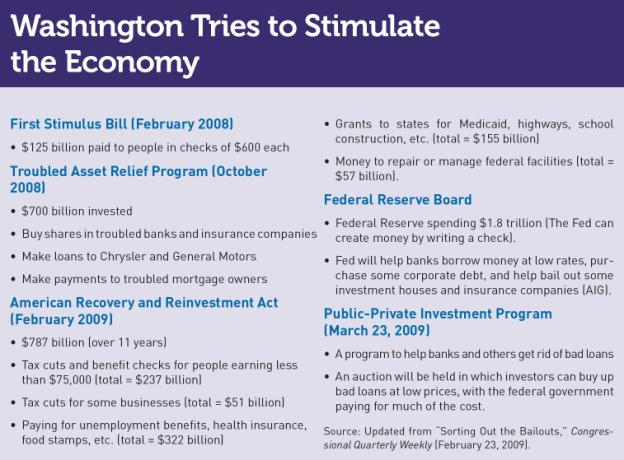 Washington Tries to Stimulate
the Economy
First Stimulus Bill (February 2008)
• $125 billion paid to people in checks of $600 each
Troubled Asset Relief Program (October
2008)
• $700 billion invested
• Buy shares in troubled banks and insurance companies
• Make loans to Chrysler and General Motors
• Make payments to troubled mortgage owners
American Recovery and Reinvestment Act
(February 2009)
• $787 billion (over 11 years)
• Tax cuts and benefit checks for people earning less
than $75,000 (total = $237 billion)
• Tax cuts for some businesses (total = $51 billion)
• Paying for unemployment benefits, health insurance,
food stamps, etc. (total = $322 billion)
• Grants to states for Medicaid, highways, school
construction, etc. (total = $155 billion)
• Money to repair or manage federal facilities (total =
$57 billion).
Federal Reserve Board
• Federal Reserve spending $1.8 trillion (The Fed can
create money by writing a check).
• Fed will help banks borrow money at low rates, pur-
chase some corporate debt, and help bail out some
investment houses and insurance companies (AIG).
Public-Private Investment Program
(March 23, 2009)
• A program to help banks and others get rid of bad loans
• An auction will be held in which investors can buy up
bad loans at low prices, with the federal government
paying for much of the cost.
Source: Updated from “Sorting Out the Bailouts,” Congres-
sional Quarterly Weekly (February 23, 2009).